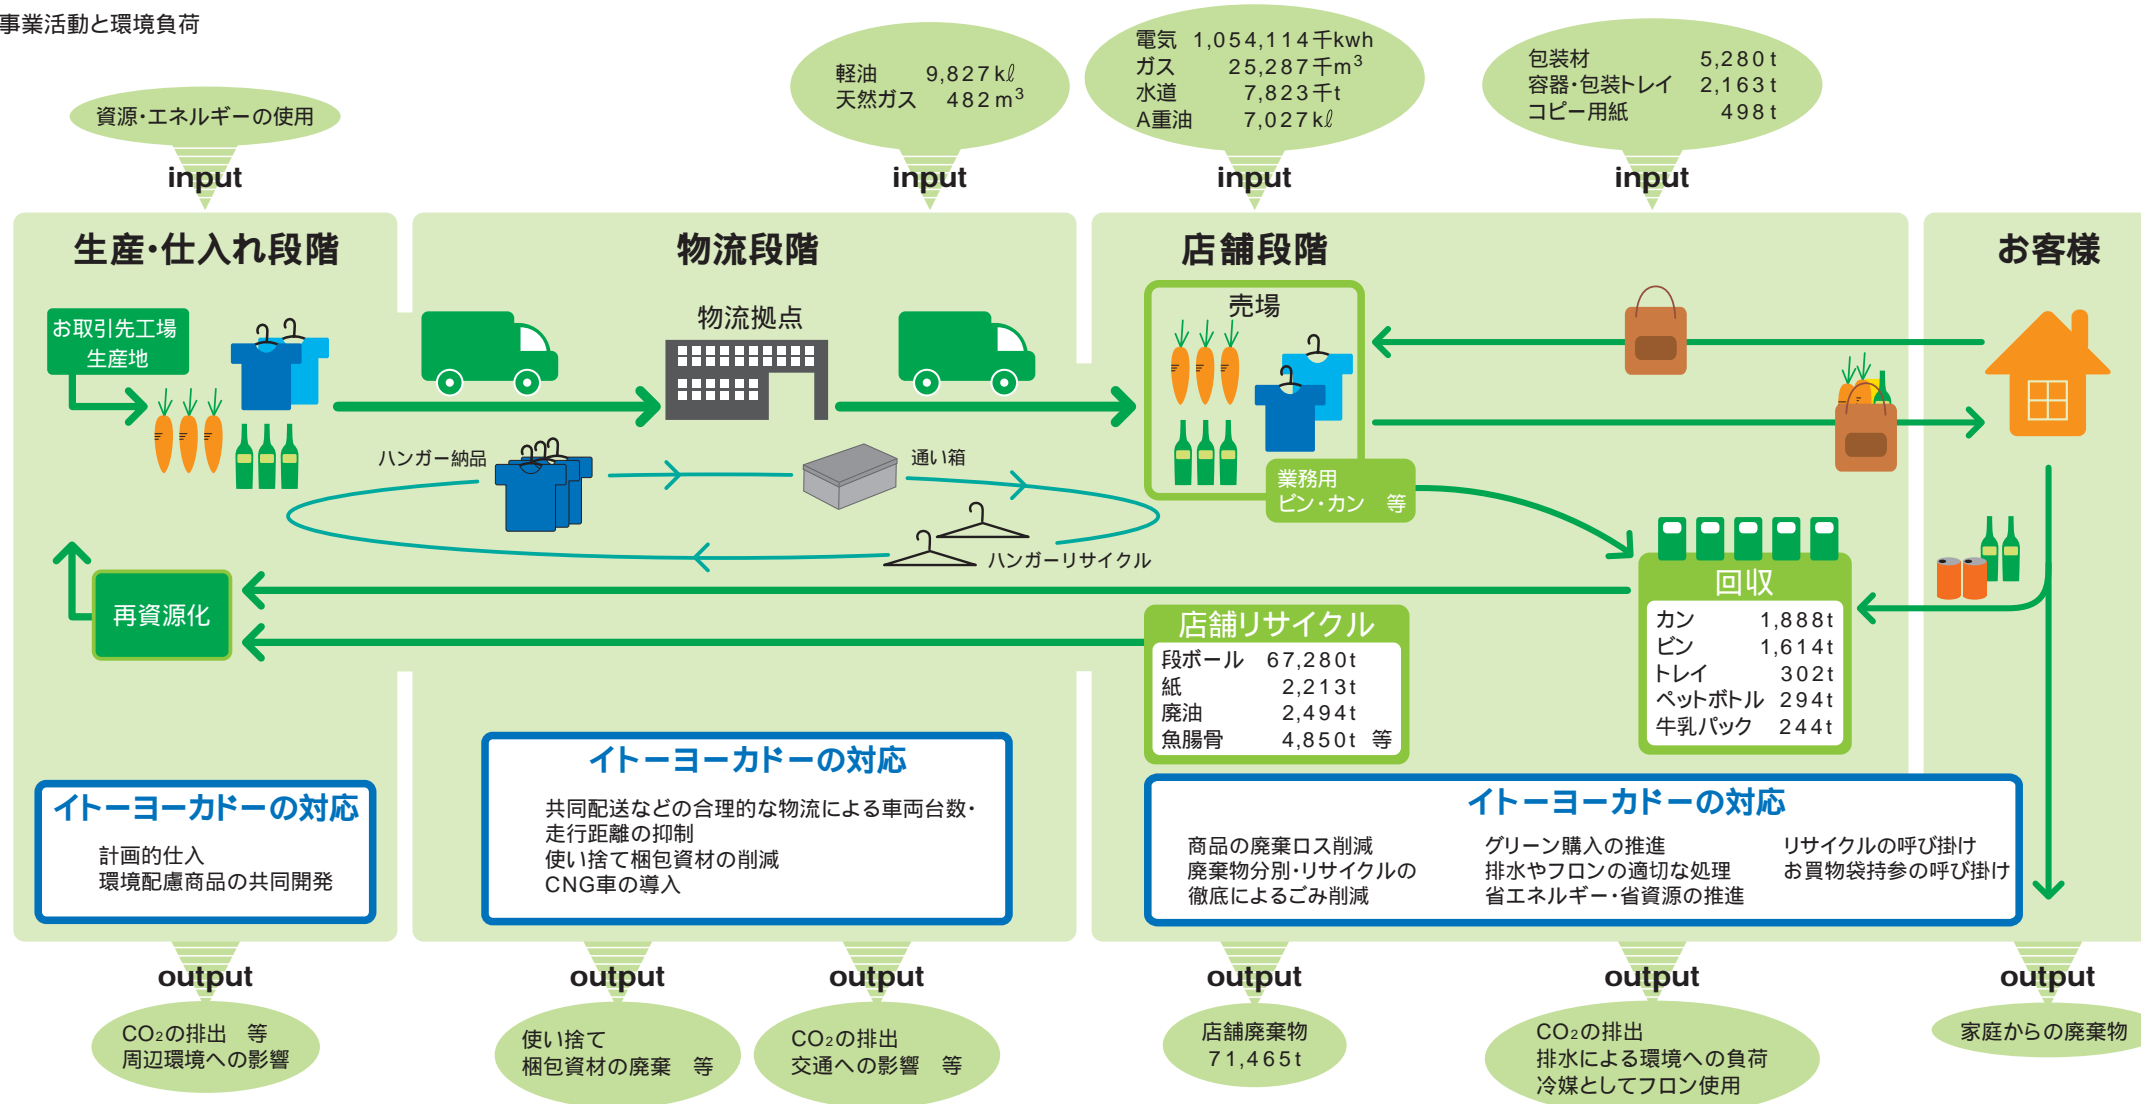 事業活動と環境負荷
資源・エネルギーの使用
input
軽油 9,827kℓ
天然ガス 482m³
input
電気 1,054,114千kwh
ガス 25,287千m³
水道 7,823千t
A重油 7,027kℓ
input
包装材 5,280t
容器・包装トレイ 2,163t
コピー用紙 498t
input
生産・仕入れ段階
物流段階
店舗段階
お客様
お取引先工場
生産地
物流拠点
売場
ハンガー納品
通い箱
ハンガーリサイクル
業務用
ビン・カン 等
再資源化
回収
カン 1,888t
ビン 1,614t
トレイ 302t
ペットボトル 294t
牛乳パック 244t
店舗リサイクル
段ボール 67,280t
紙 2,213t
廃油 2,494t
魚腸骨 4,850t 等
イトーヨーカドーの対応
計画的仕入
環境配慮商品の共同開発
イトーヨーカドーの対応
共同配送などの合理的な物流による車両台数・
走行距離の抑制
使い捨て梱包資材の削減
CNG車の導入
イトーヨーカドーの対応
商品の廃棄ロス削減
廃棄物分別・リサイクルの
徹底によるごみ削減
グリーン購入の推進
排水やフロンの適切な処理
省エネルギー・省資源の推進
リサイクルの呼び掛け
お買物袋持参の呼び掛け
output
CO₂の排出 等
周辺環境への影響
output
使い捨て
梱包資材の廃棄 等
output
CO₂の排出
交通への影響 等
output
店舗廃棄物
71,465t
output
CO₂の排出
排水による環境への負荷
冷媒としてフロン使用
output
家庭からの廃棄物